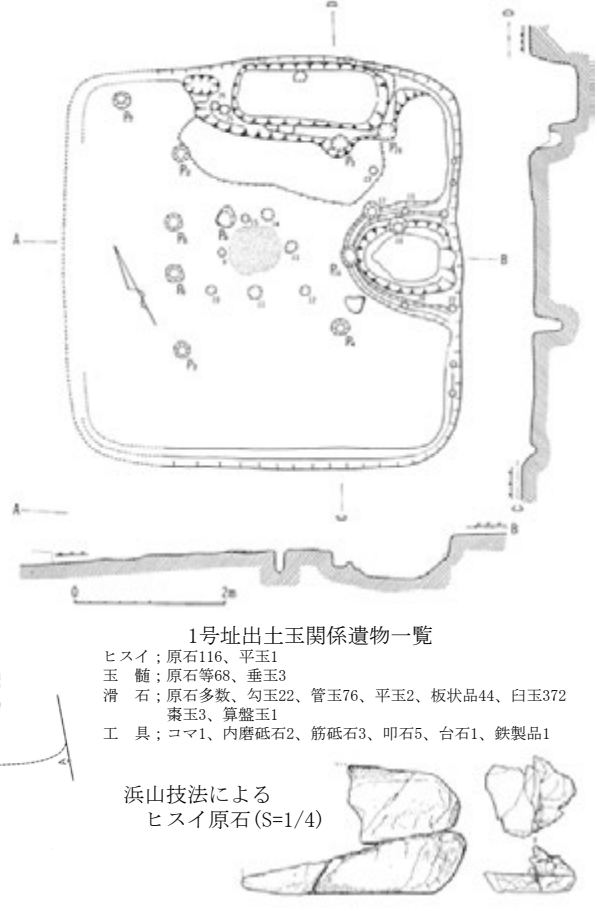 A
B
A
B
0 2m
1号址出土玉関係遺物一覧
ヒスイ；原石116、平玉1
玉　髄；原石等68、垂玉3
滑　石；原石多数、勾玉22、管玉76、平玉2、板状品44、臼玉372
棗玉3、算盤玉1
工　具；コマ1、内磨砥石2、筋砥石3、叩石5、台石1、鉄製品1
浜山技法による
ヒスイ原石(S=1/4)